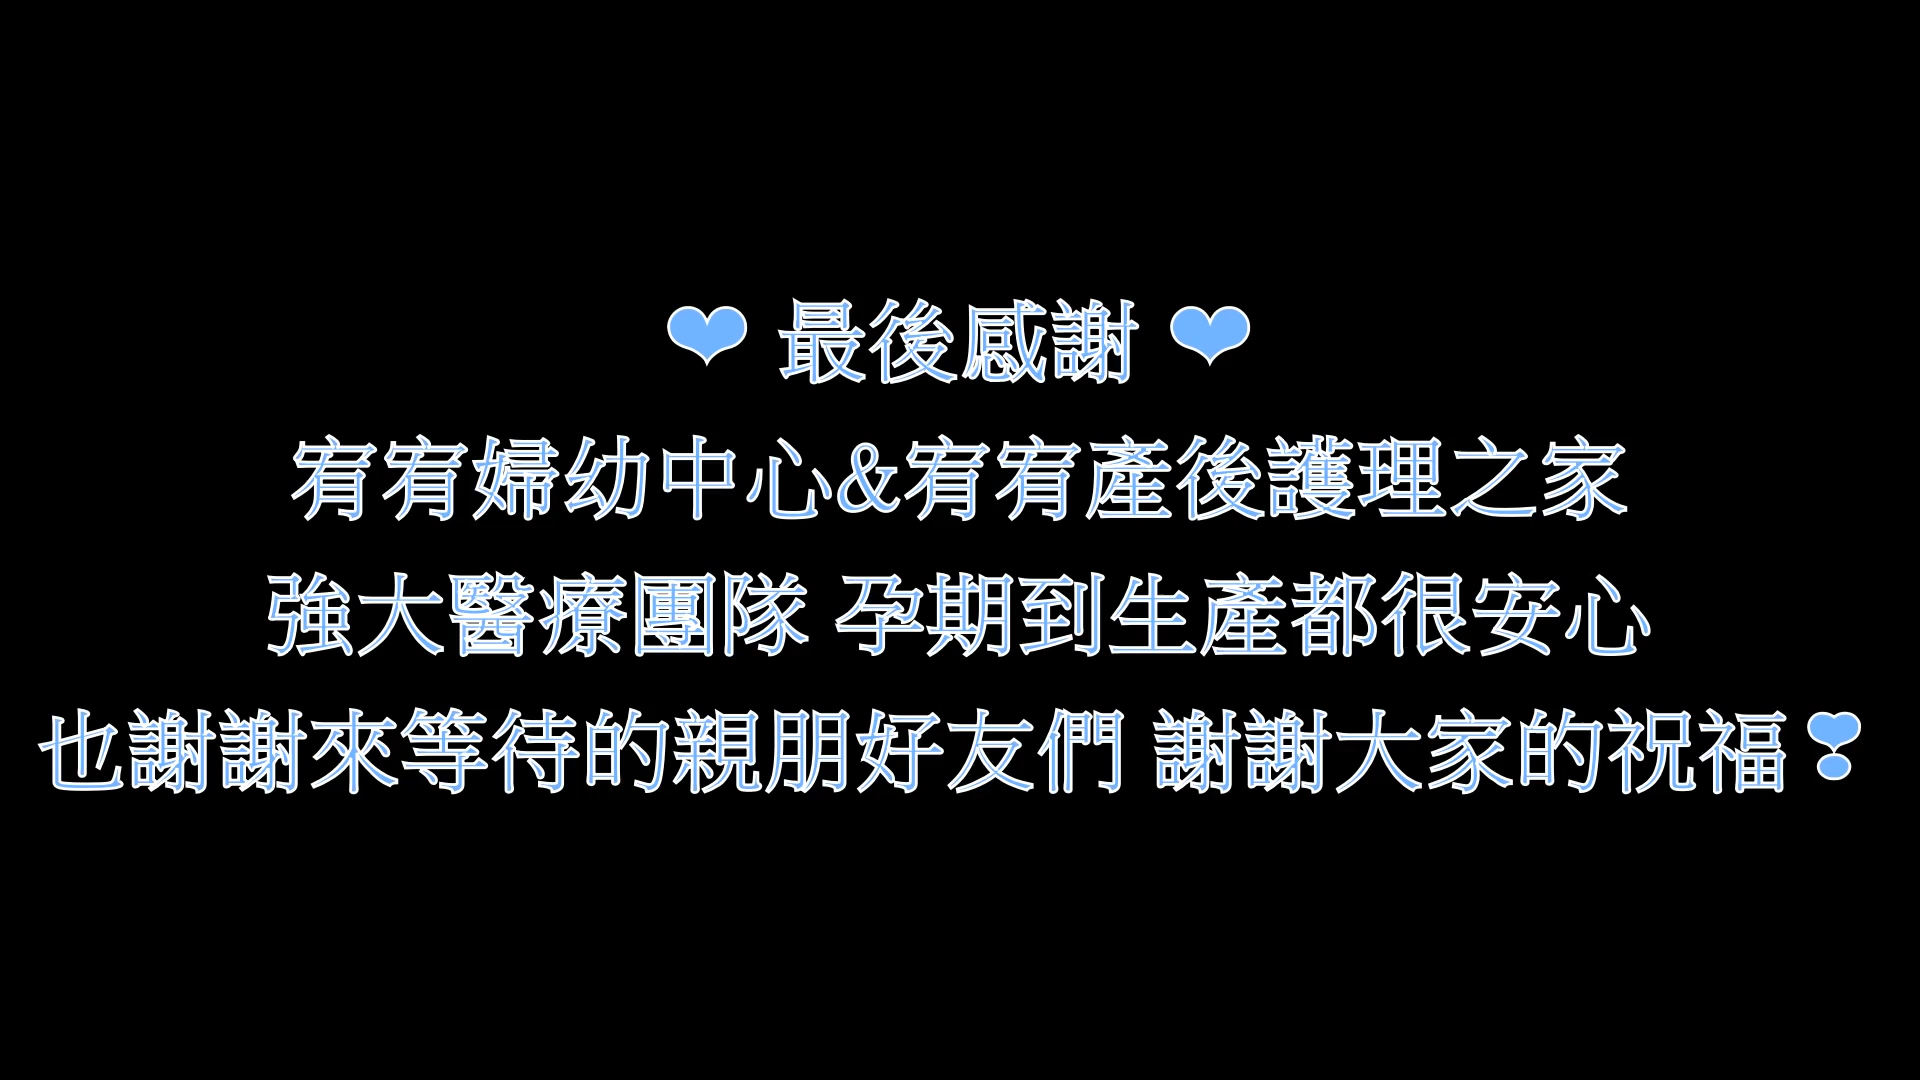 ❤ 最後感謝 ❤
宥宥婦幼中心&宥宥產後護理之家
強大醫療團隊 孕期到生產都很安心
也謝謝來等待的親朋好友們 謝謝大家的祝福❣